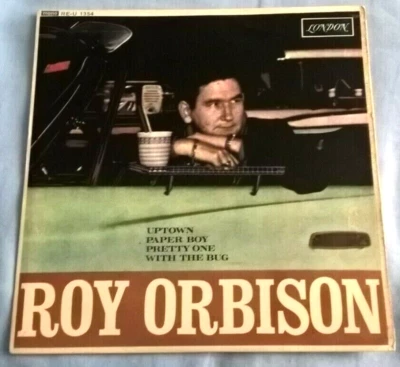 RE-U 1354
LONDON
UPTOWN
PAPER BOY
PRETTY ONE
WITH THE BUG
ROY ORBISON